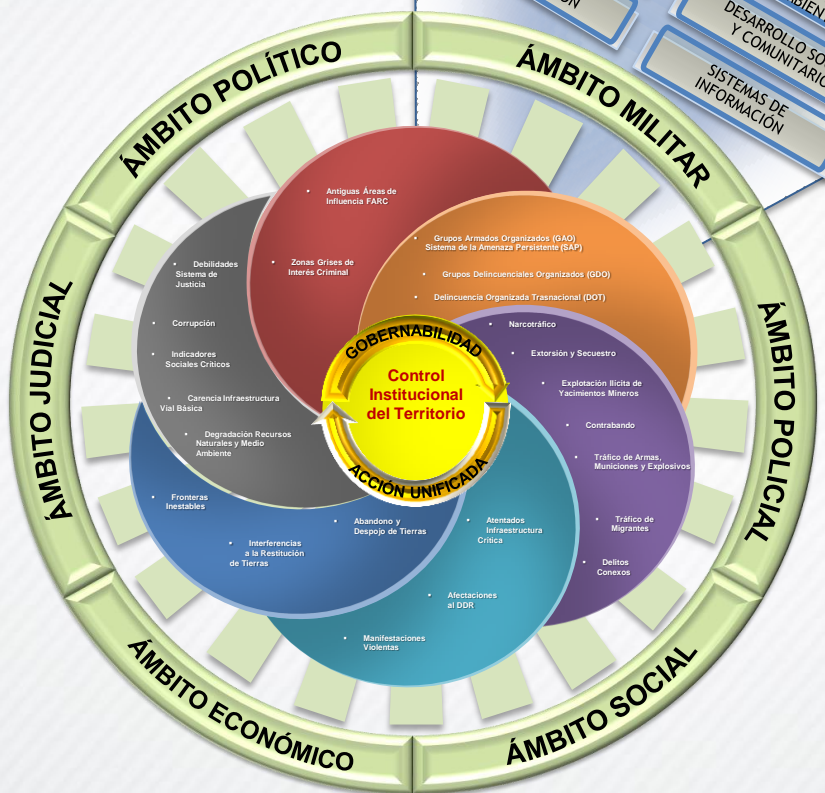 DESARROLLO
Y COMUNITARIO
SISTEMAS DE
INFORMACIÓN
ÁMBITO POLÍTICO
ÁMBITO MILITAR
ÁMBITO JUDICIAL
ÁMBITO POLICIAL
ÁMBITO ECONÓMICO
ÁMBITO SOCIAL
• Antiguas Áreas de
Influencia FARC
• Zonas Grises de
Interés Criminal
• Grupos Armados Organizados (GAO)
Sistema de la Amenaza Persistente (SAP)
• Grupos Delincuenciales Organizados (GDO)
• Delincuencia Organizada Trasnacional (DOT)
• Narcotráfico
• Extorsión y Secuestro
• Explotación Ilícita de
Yacimientos Mineros
• Contrabando
• Tráfico de Armas,
Municiones y Explosivos
• Tráfico de
Migrantes
• Delitos
Conexos
• Atentados
Infraestructura
Crítica
• Afectaciones
al DDR
• Manifestaciones
Violentas
• Abandono y
Despojo de Tierras
• Interferencias
a la Restitución
de Tierras
• Fronteras
Inestables
• Debilidades
Sistema de
Justicia
• Corrupción
• Indicadores
Sociales Críticos
• Carencia Infraestructura
Vial Básica
• Degradación Recursos
Naturales y Medio
Ambiente
GOBERNABILIDAD
Control
Institucional
del Territorio
ACCIÓN UNIFICADA